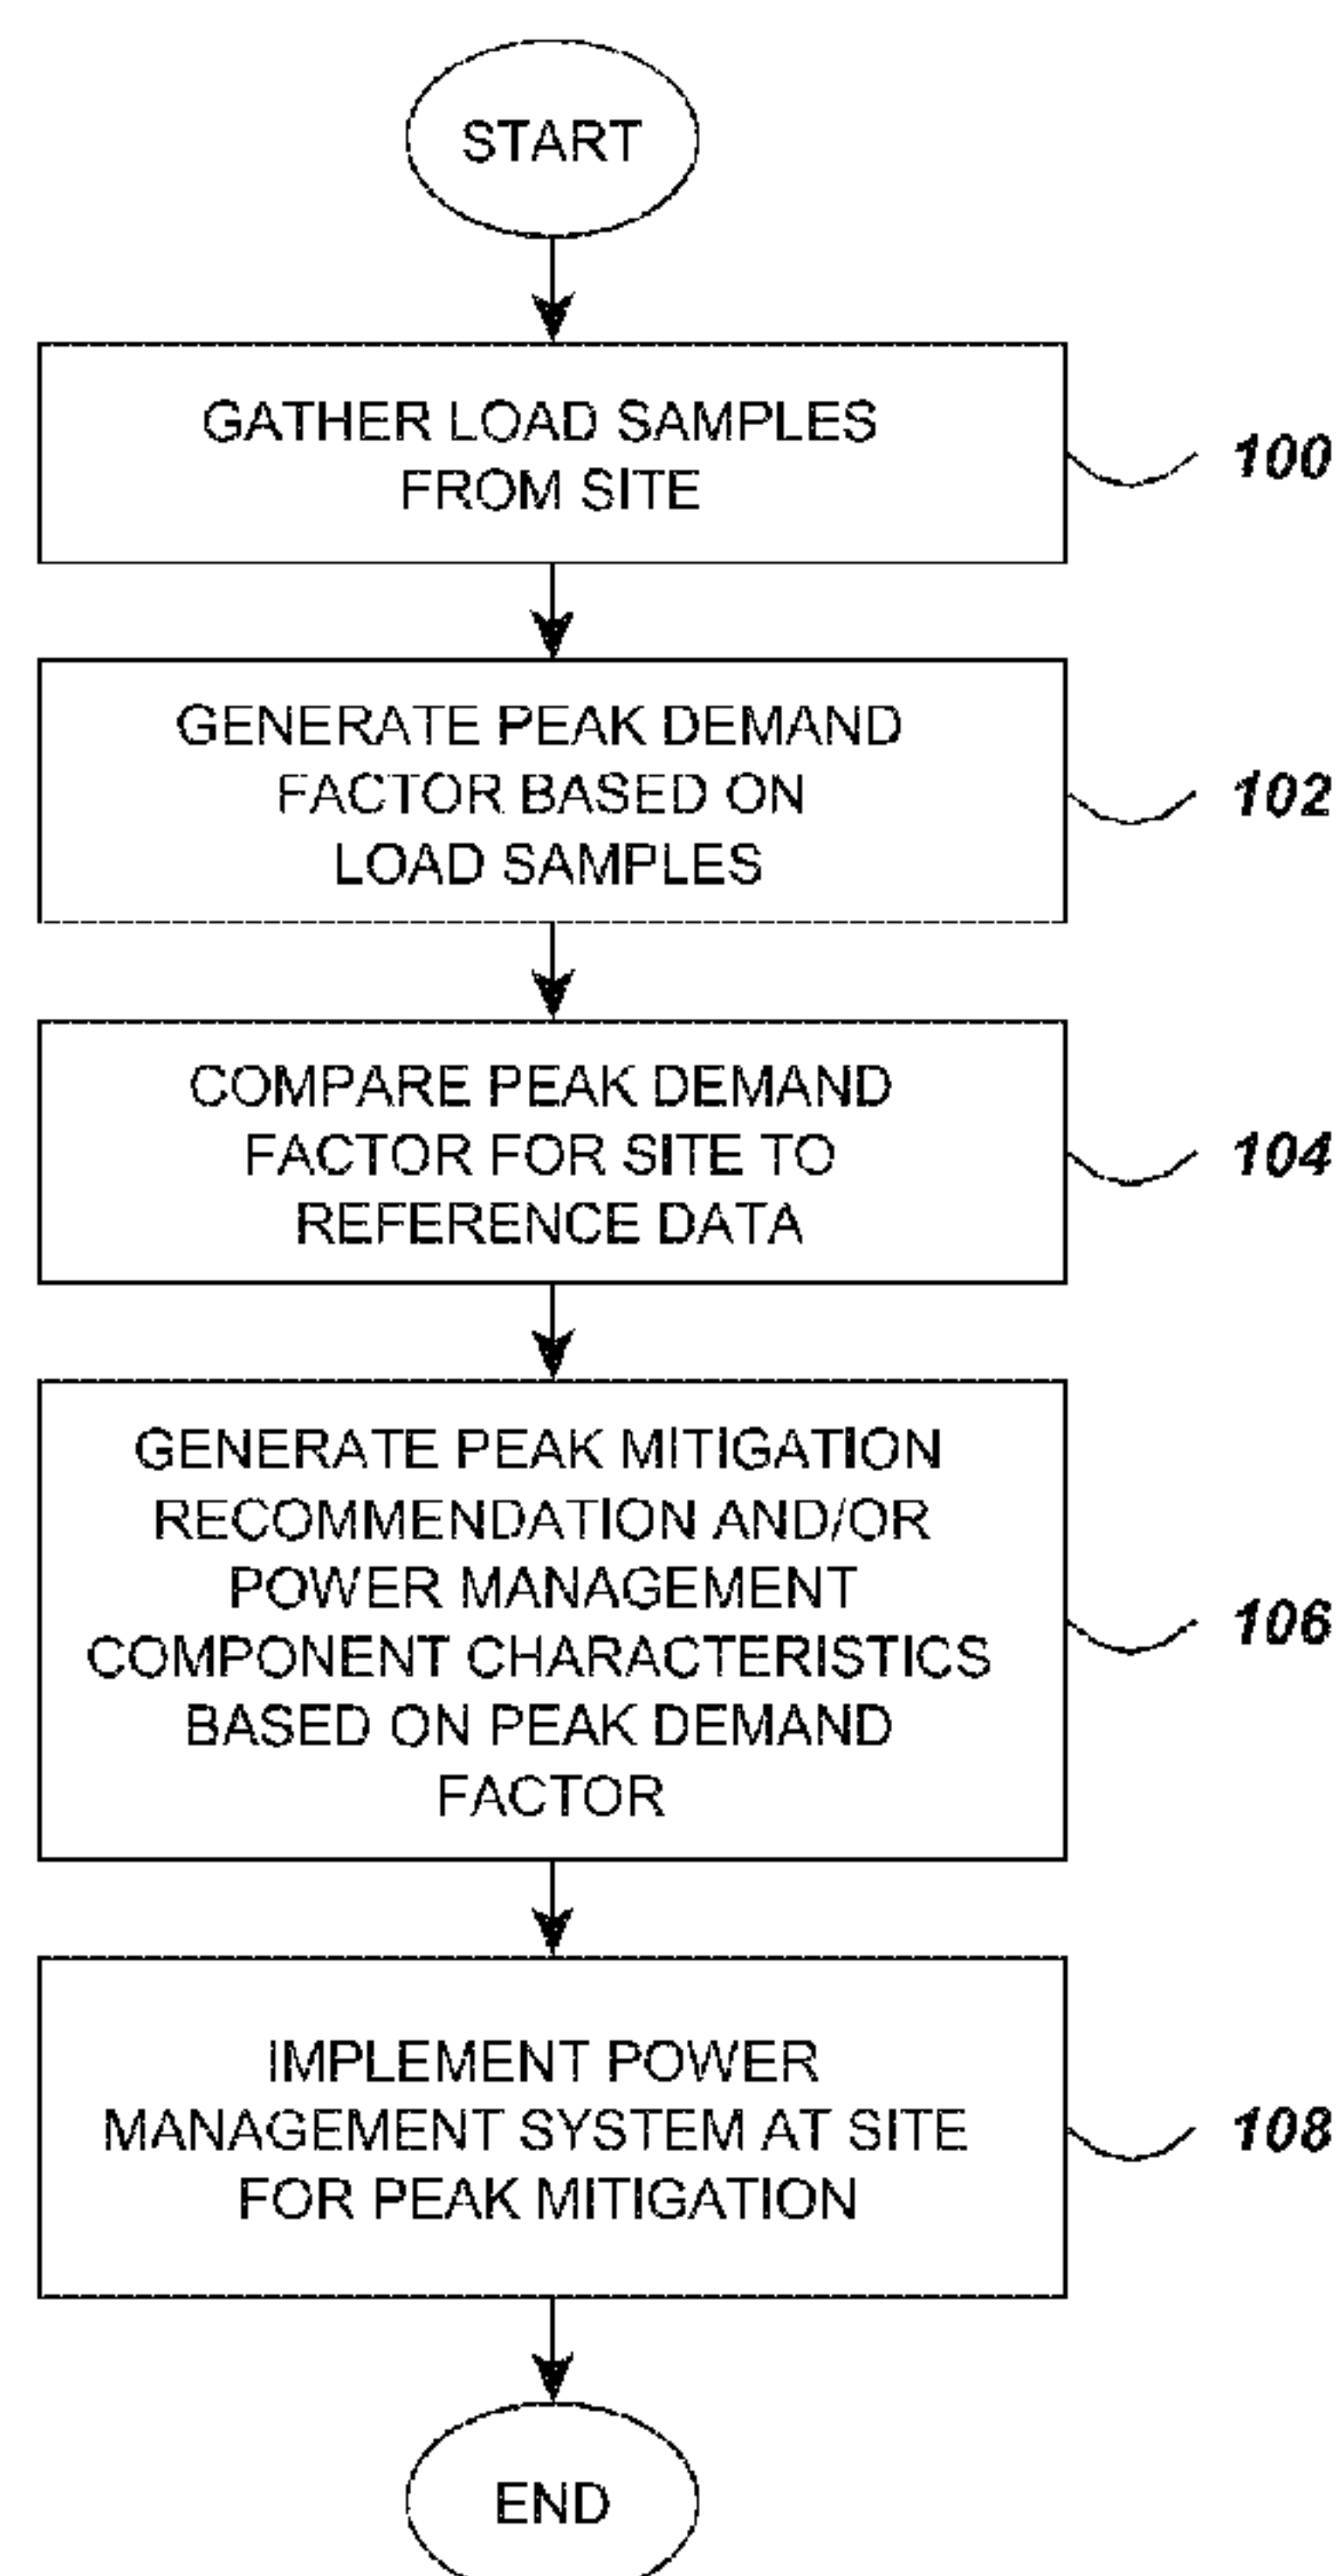 START
GATHER LOAD SAMPLES
FROM SITE
100
GENERATE PEAK DEMAND
FACTOR BASED ON
LOAD SAMPLES
102
COMPARE PEAK DEMAND
FACTOR FOR SITE TO
REFERENCE DATA
104
GENERATE PEAK MITIGATION
RECOMMENDATION AND/OR
POWER MANAGEMENT
COMPONENT CHARACTERISTICS
BASED ON PEAK DEMAND
FACTOR
106
IMPLEMENT POWER
MANAGEMENT SYSTEM AT SITE
FOR PEAK MITIGATION
108
END